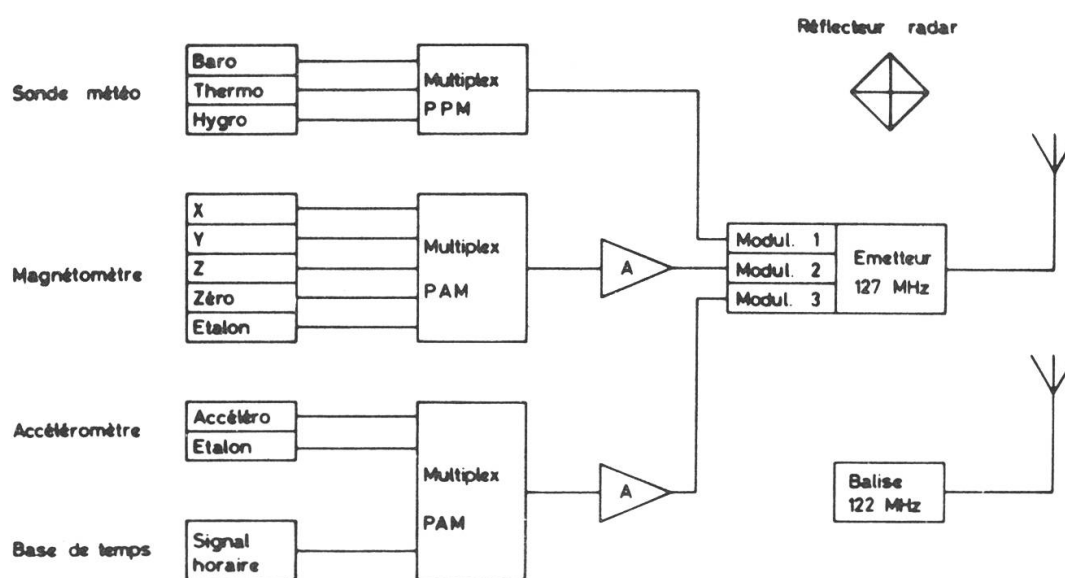 Réflecteur radar
Sonde météo
Baro
Thermo
Hygro
Multiplex
PPM
Magnétomètre
X
Y
Z
Zéro
Etalon
Multiplex
PAM
A
Modul. 1
Modul. 2
Modul. 3
Emetteur
127 MHz
Accéléromètre
Accéléro
Etalon
Multiplex
PAM
A
Balise
122 MHz
Base de temps
Signal
horaire